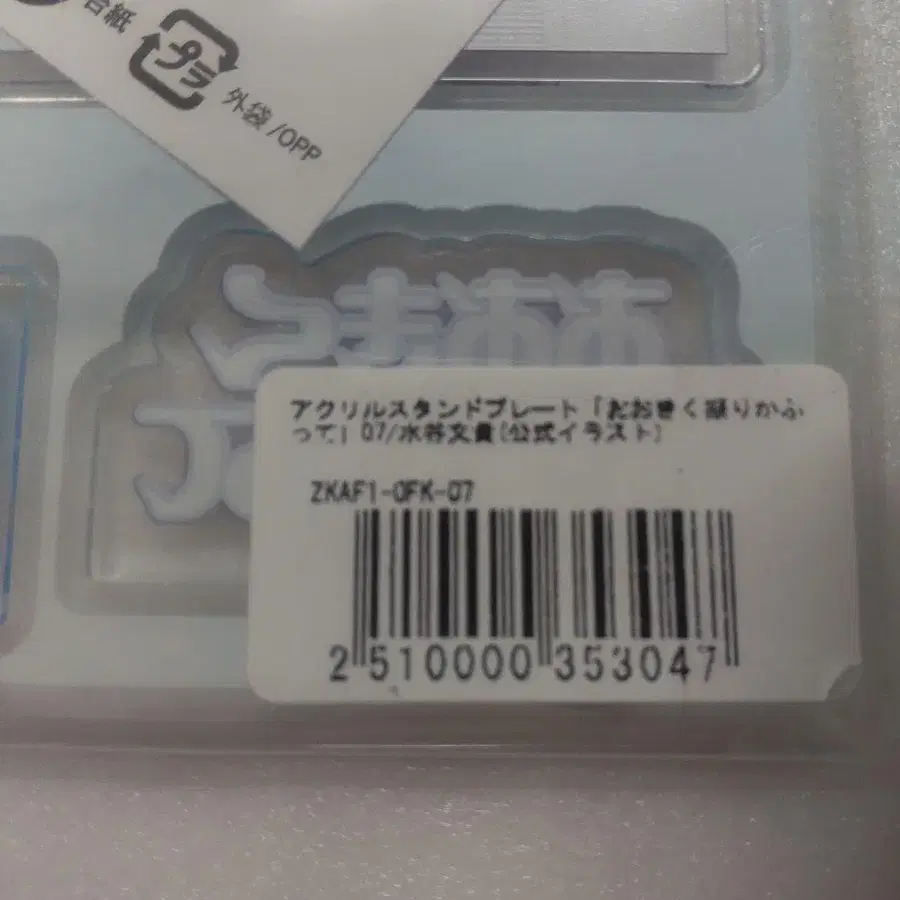 台紙
プラ
外袋/OPP
アクリルスタンドプレート「おおきく振りかぶ
って」07/水谷文貴(公式イラスト)
ZKAF1-OFK-07
2510000353047